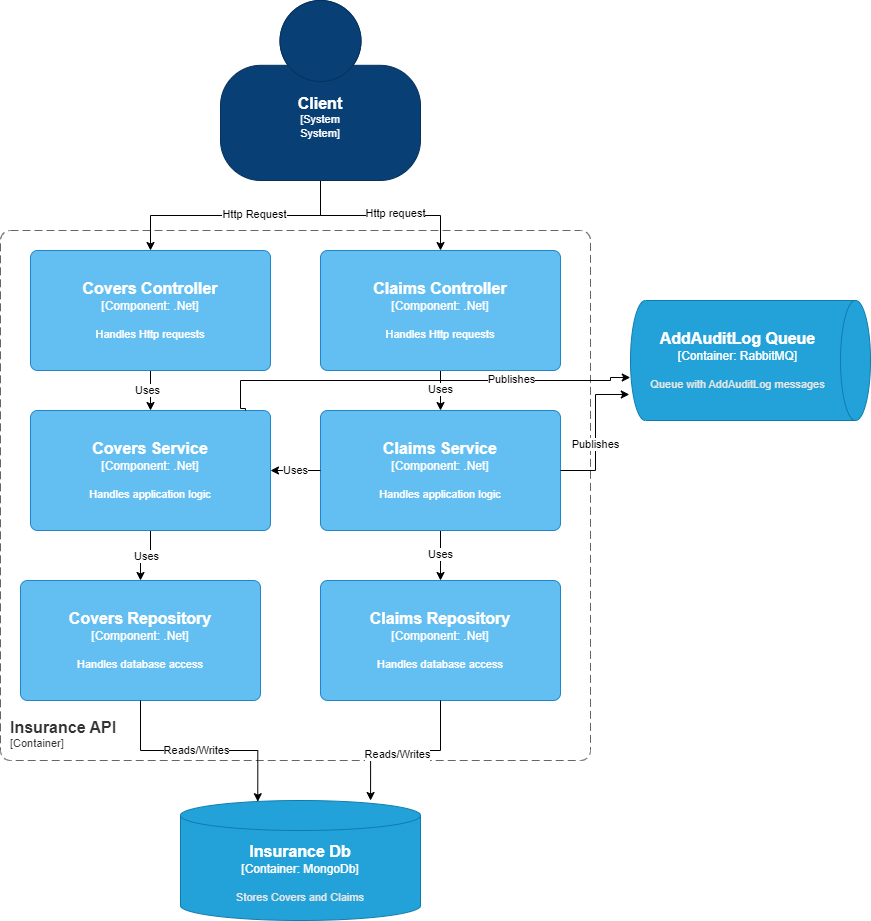 Client
[System
System]
Http Request
Http request
Covers Controller
[Component: .Net]
Handles Http requests
Claims Controller
[Component: .Net]
Handles Http requests
AddAuditLog Queue
[Container: RabbitMQ]
Queue with AddAuditLog messages
Publishes
Uses
Uses
Covers Service
[Component: .Net]
Handles application logic
Uses
Claims Service
[Component: .Net]
Handles application logic
Publishes
Uses
Uses
Covers Repository
[Component: .Net]
Handles database access
Claims Repository
[Component: .Net]
Handles database access
Insurance API
[Container]
Reads/Writes
Reads/Writes
Insurance Db
[Container: MongoDb]
Stores Covers and Claims